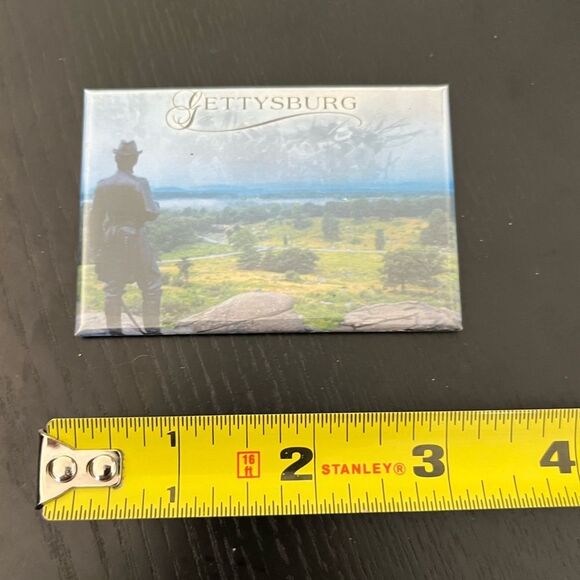 GETTYSBURG
1 16 2 STANLEY® 3 4
ft
1